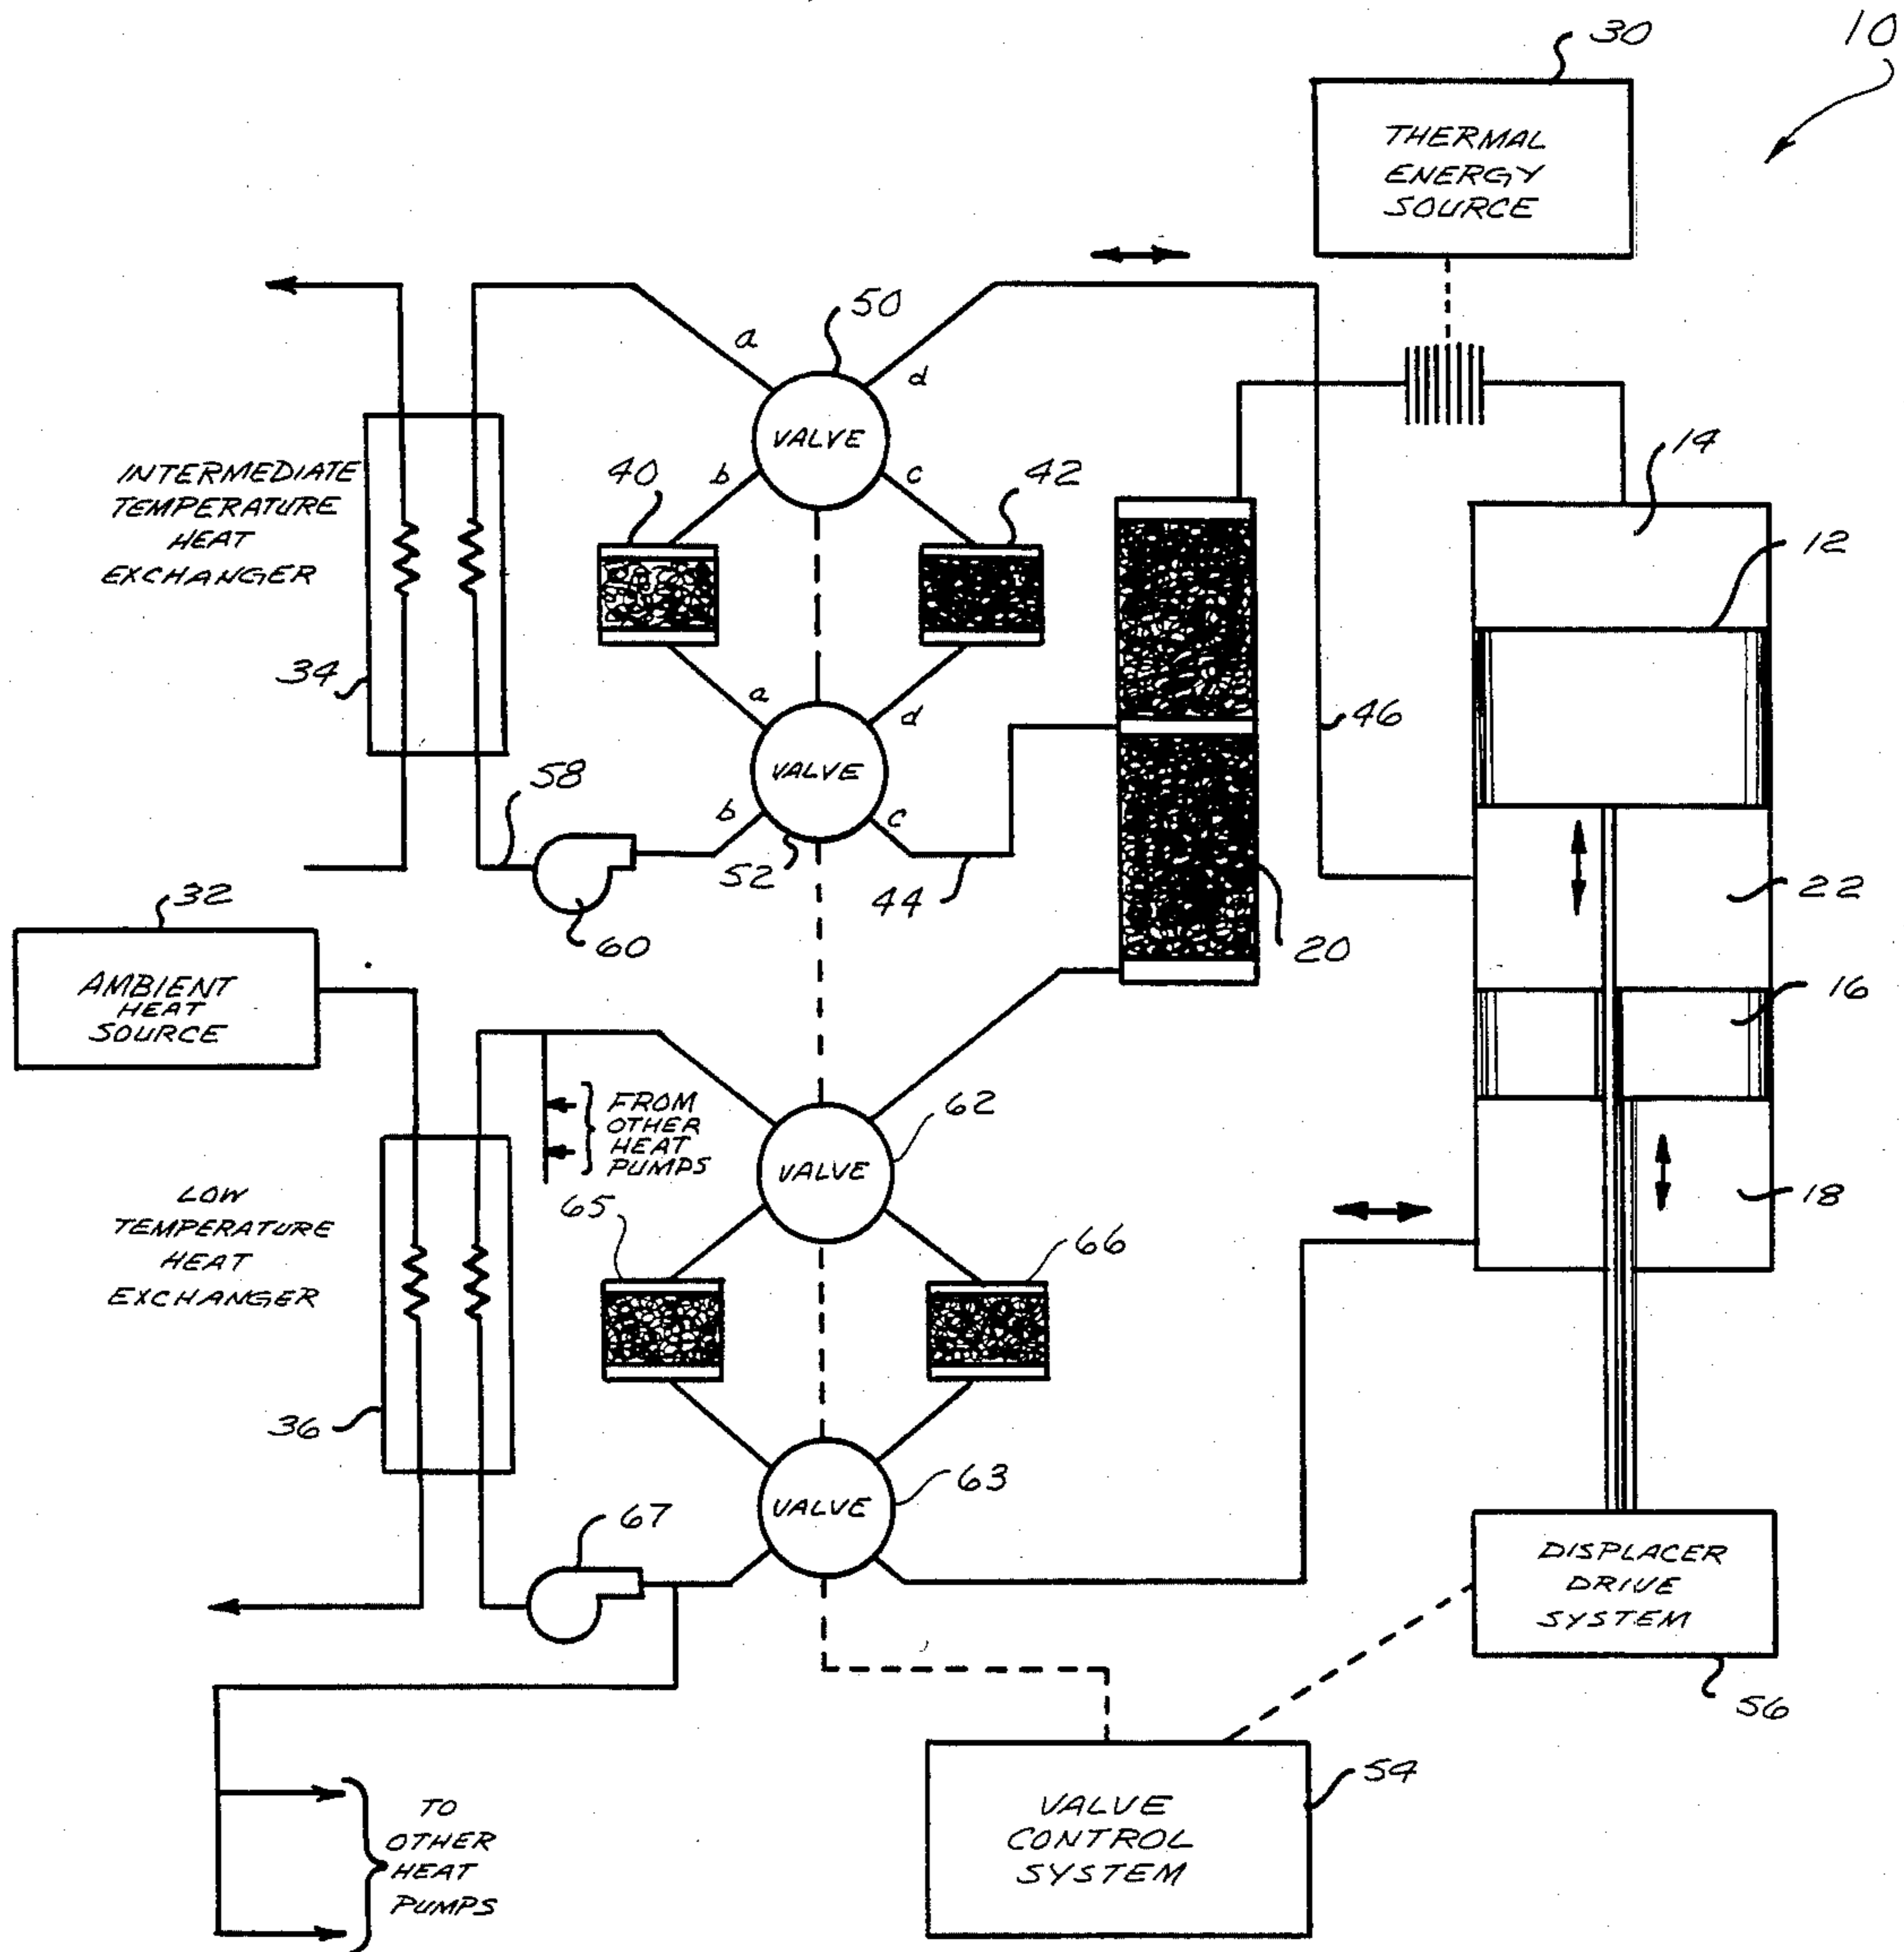 10
30
THERMAL
ENERGY
SOURCE
50
a
d
VALVE
b
c
14
12
40
42
INTERMEDIATE
TEMPERATURE
HEAT
EXCHANGER
34
a
d
46
VALVE
58
b
c
52
44
60
22
20
32
AMBIENT
HEAT
SOURCE
16
FROM
OTHER
HEAT
PUMPS
62
VALVE
18
LOW
TEMPERATURE
HEAT
EXCHANGER
65
66
36
63
VALVE
67
DISPLACER
DRIVE
SYSTEM
56
54
VALVE
CONTROL
SYSTEM
TO
OTHER
HEAT
PUMPS